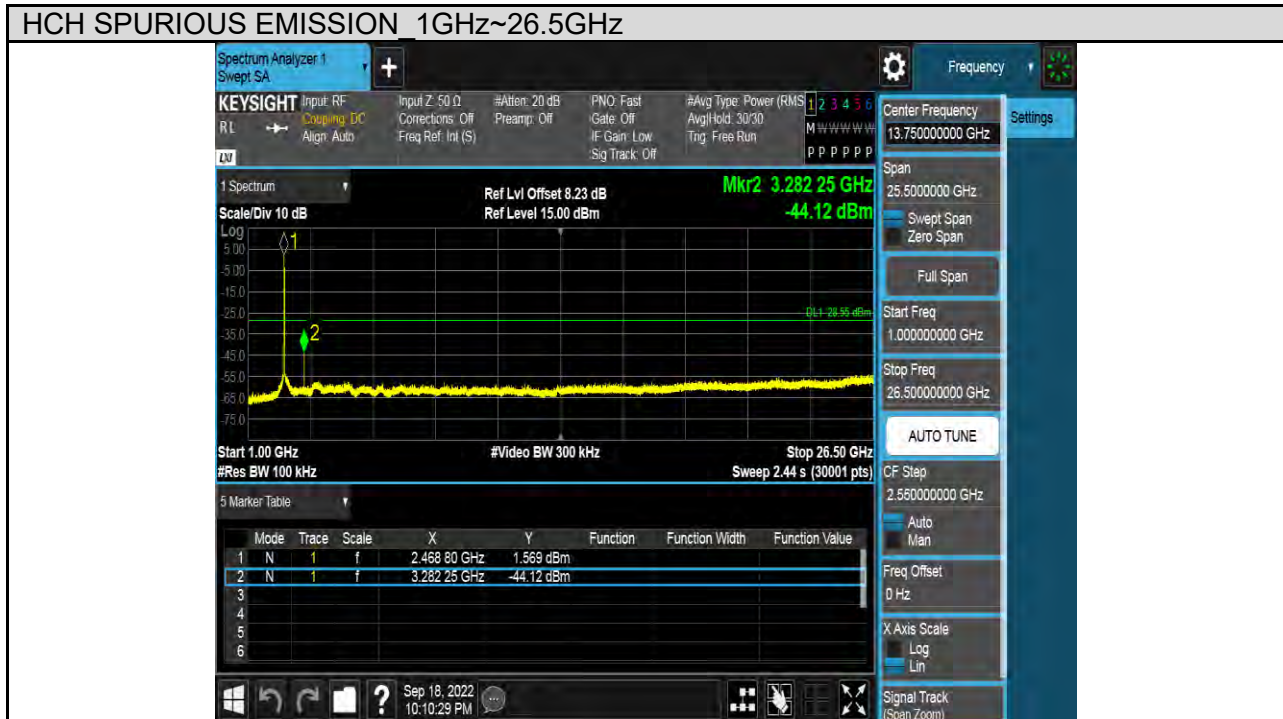 HCH SPURIOUS EMISSION_1GHz~26.5GHz
Spectrum Analyzer 1
Swept SA
+
Frequency
KEYSIGHT
RL
LXI
Input: RF
Coupling: DC
Align: Auto
Input Z: 50 Ω
Corrections: Off
Freq Ref: Int (S)
#Atten: 20 dB
Preamp: Off
PNO: Fast
Gate: Off
IF Gain: Low
Sig Track: Off
#Avg Type: Power (RMS
Avg|Hold: 30/30
Trig: Free Run
1 2 3 4 5 6
M W W W W W
P P P P P P
1 Spectrum
Scale/Div 10 dB
Ref Lvl Offset 8.23 dB
Ref Level 15.00 dBm
Mkr2 3.282 25 GHz
-44.12 dBm
Log
5.00
-5.00
-15.0
-25.0
-35.0
-45.0
-55.0
-65.0
-75.0
1
2
DL1 -28.55 dBm
Start 1.00 GHz
#Res BW 100 kHz
#Video BW 300 kHz
Stop 26.50 GHz
Sweep 2.44 s (30001 pts)
5 Marker Table
Mode Trace Scale X Y Function Function Width Function Value
1 N 1 f 2.468 80 GHz 1.569 dBm
2 N 1 f 3.282 25 GHz -44.12 dBm
3
4
5
6
?
Sep 18, 2022
10:10:29 PM
Center Frequency
13.750000000 GHz
Settings
Span
25.5000000 GHz
Swept Span
Zero Span
Full Span
Start Freq
1.000000000 GHz
Stop Freq
26.500000000 GHz
AUTO TUNE
CF Step
2.550000000 GHz
Auto
Man
Freq Offset
0 Hz
X Axis Scale
Log
Lin
Signal Track
(Span Zoom)